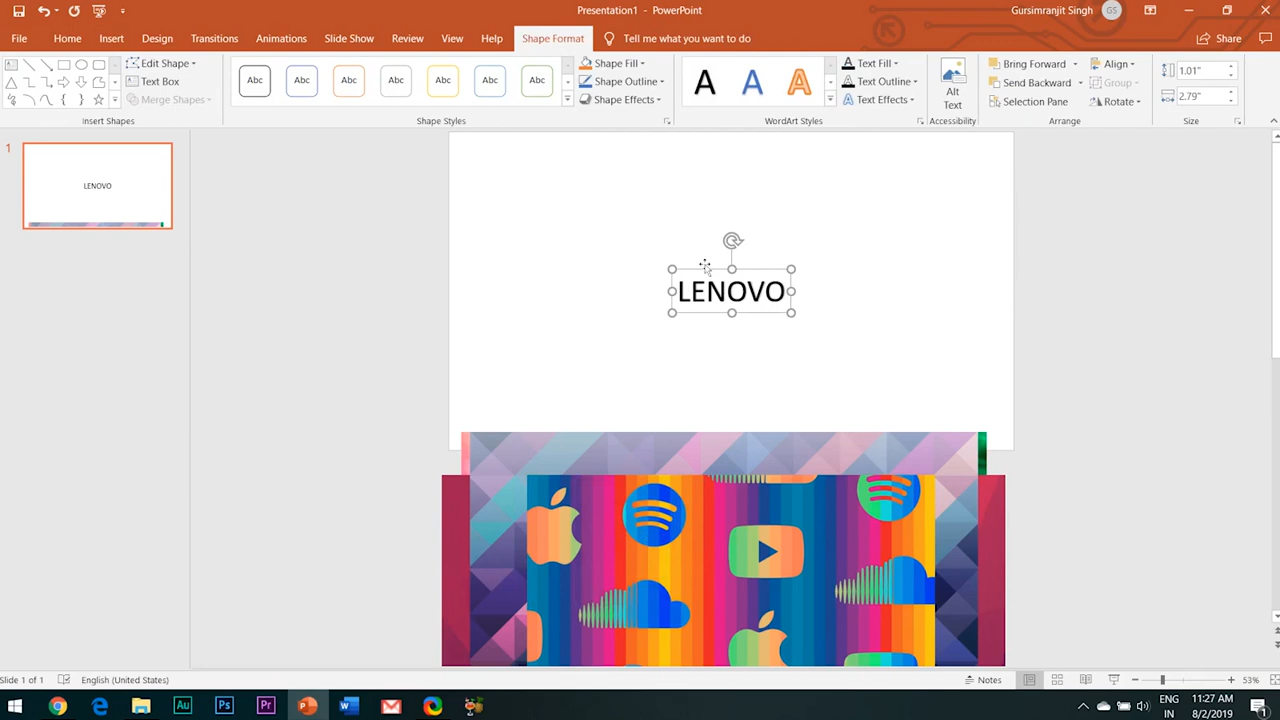 Presentation1 - PowerPoint
Gursimranjit Singh
GS
File
Home
Insert
Design
Transitions
Animations
Slide Show
Review
View
Help
Shape Format
Tell me what you want to do
Share
Edit Shape
Text Box
Merge Shapes
Insert Shapes
Abc
Abc
Abc
Abc
Abc
Abc
Abc
Shape Fill
Shape Outline
Shape Effects
Shape Styles
A
A
A
Text Fill
Text Outline
Text Effects
WordArt Styles
Alt
Text
Accessibility
Bring Forward
Send Backward
Selection Pane
Align
Group
Rotate
Arrange
1.01"
2.79"
Size
1
LENOVO
LENOVO
Slide 1 of 1
English (United States)
Notes
53%
Au
Ps
Pr
ENG
IN
11:27 AM
8/2/2019
1